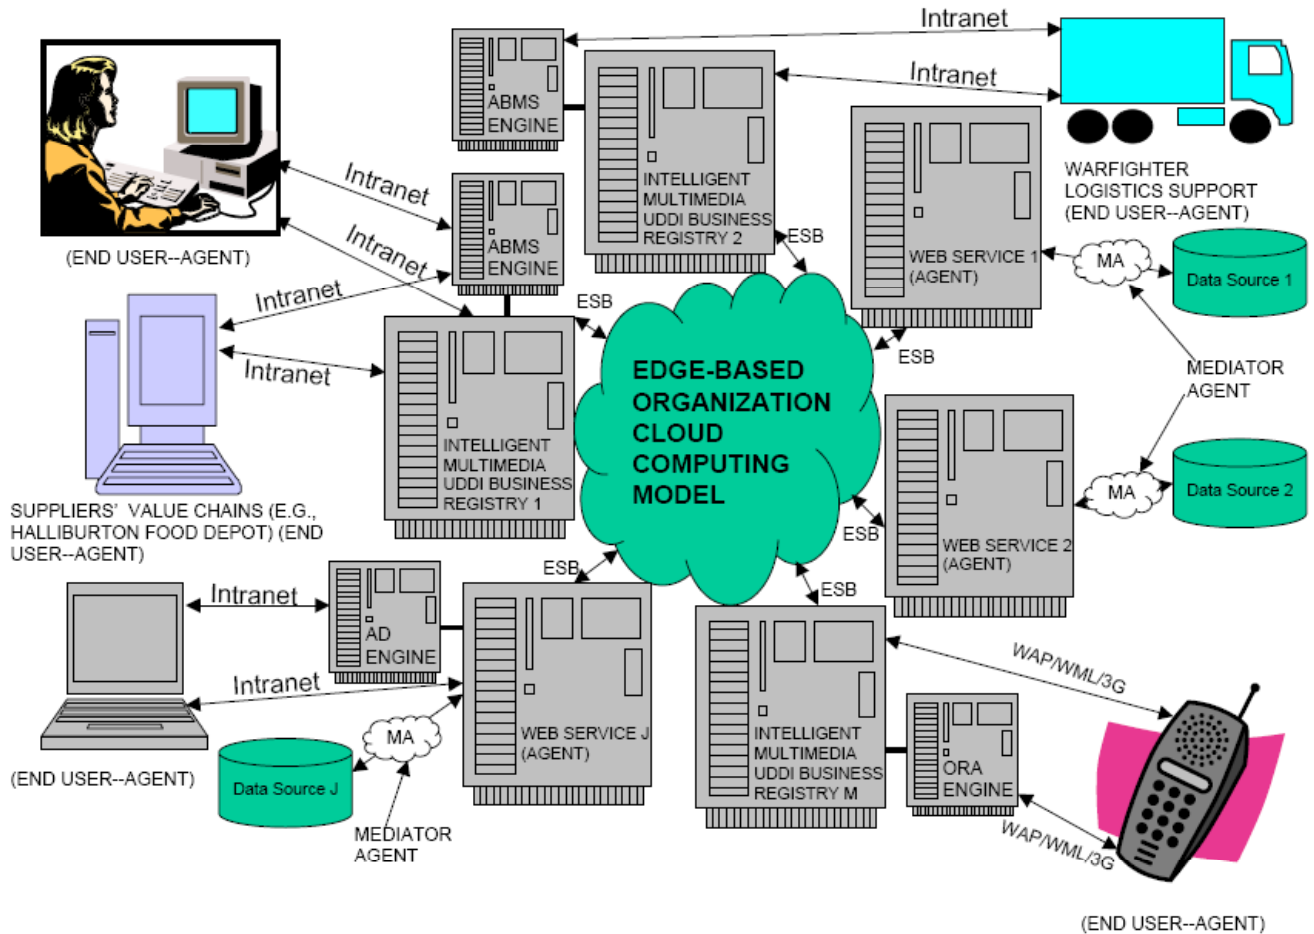 Intranet
ABMS
ENGINE
Intranet
INTELLIGENT
MULTIMEDIA
UDDI BUSINESS
REGISTRY 2
WARFIGHTER
LOGISTICS SUPPORT
(END USER--AGENT)
Intranet
(END USER--AGENT)
Intranet
ABMS
ENGINE
ESB
WEB SERVICE 1
(AGENT)
MA
Data Source 1
Intranet
ESB
ESB
MEDIATOR
AGENT
Intranet
EDGE-BASED
ORGANIZATION
CLOUD
COMPUTING
MODEL
INTELLIGENT
MULTIMEDIA
UDDI BUSINESS
REGISTRY 1
SUPPLIERS' VALUE CHAINS (E.G.,
HALLIBURTON FOOD DEPOT) (END
USER--AGENT)
MA
Data Source 2
ESB
WEB SERVICE 2
(AGENT)
ESB
ESB
Intranet
AD
ENGINE
Intranet
WEB SERVICE J
(AGENT)
MA
Data Source J
(END USER--AGENT)
MEDIATOR
AGENT
INTELLIGENT
MULTIMEDIA
UDDI BUSINESS
REGISTRY M
ORA
ENGINE
WAP/WML/3G
WAP/WML/3G
(END USER--AGENT)